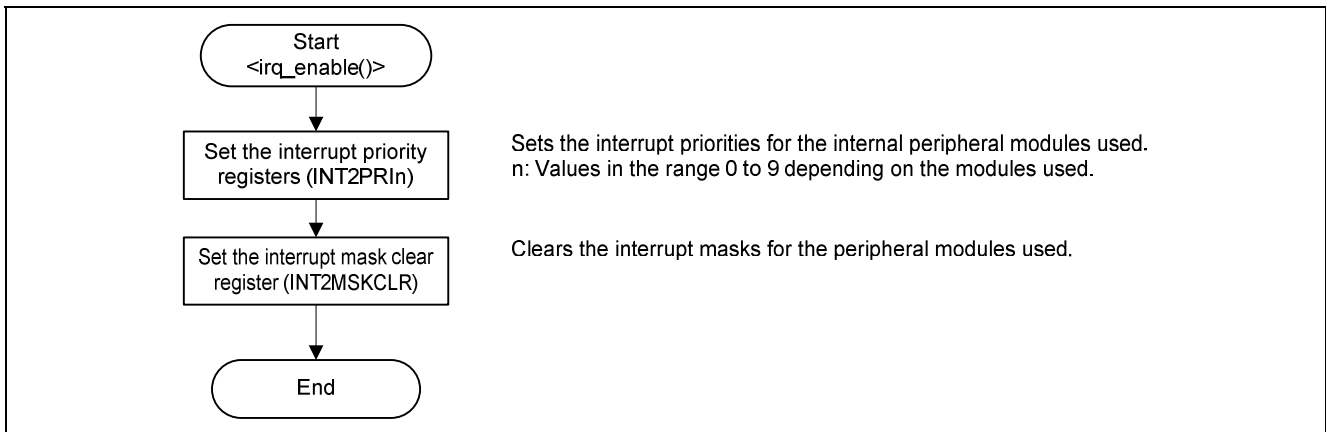 Start
<irq_enable()>
Set the interrupt priority
registers (INT2PRIn)
Sets the interrupt priorities for the internal peripheral modules used.
n: Values in the range 0 to 9 depending on the modules used.
Set the interrupt mask clear
register (INT2MSKCLR)
Clears the interrupt masks for the peripheral modules used.
End